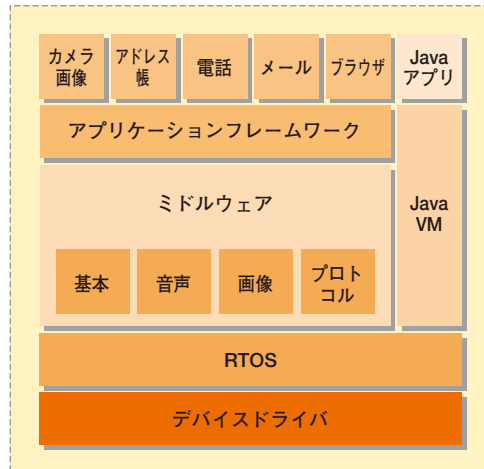 カメラ
画像
アドレス
帳
電話
メール
ブラウザ
Java
アプリ
アプリケーションフレームワーク
ミドルウェア
Java
VM
基本
音声
画像
プロト
コル
RTOS
デバイスドライバ